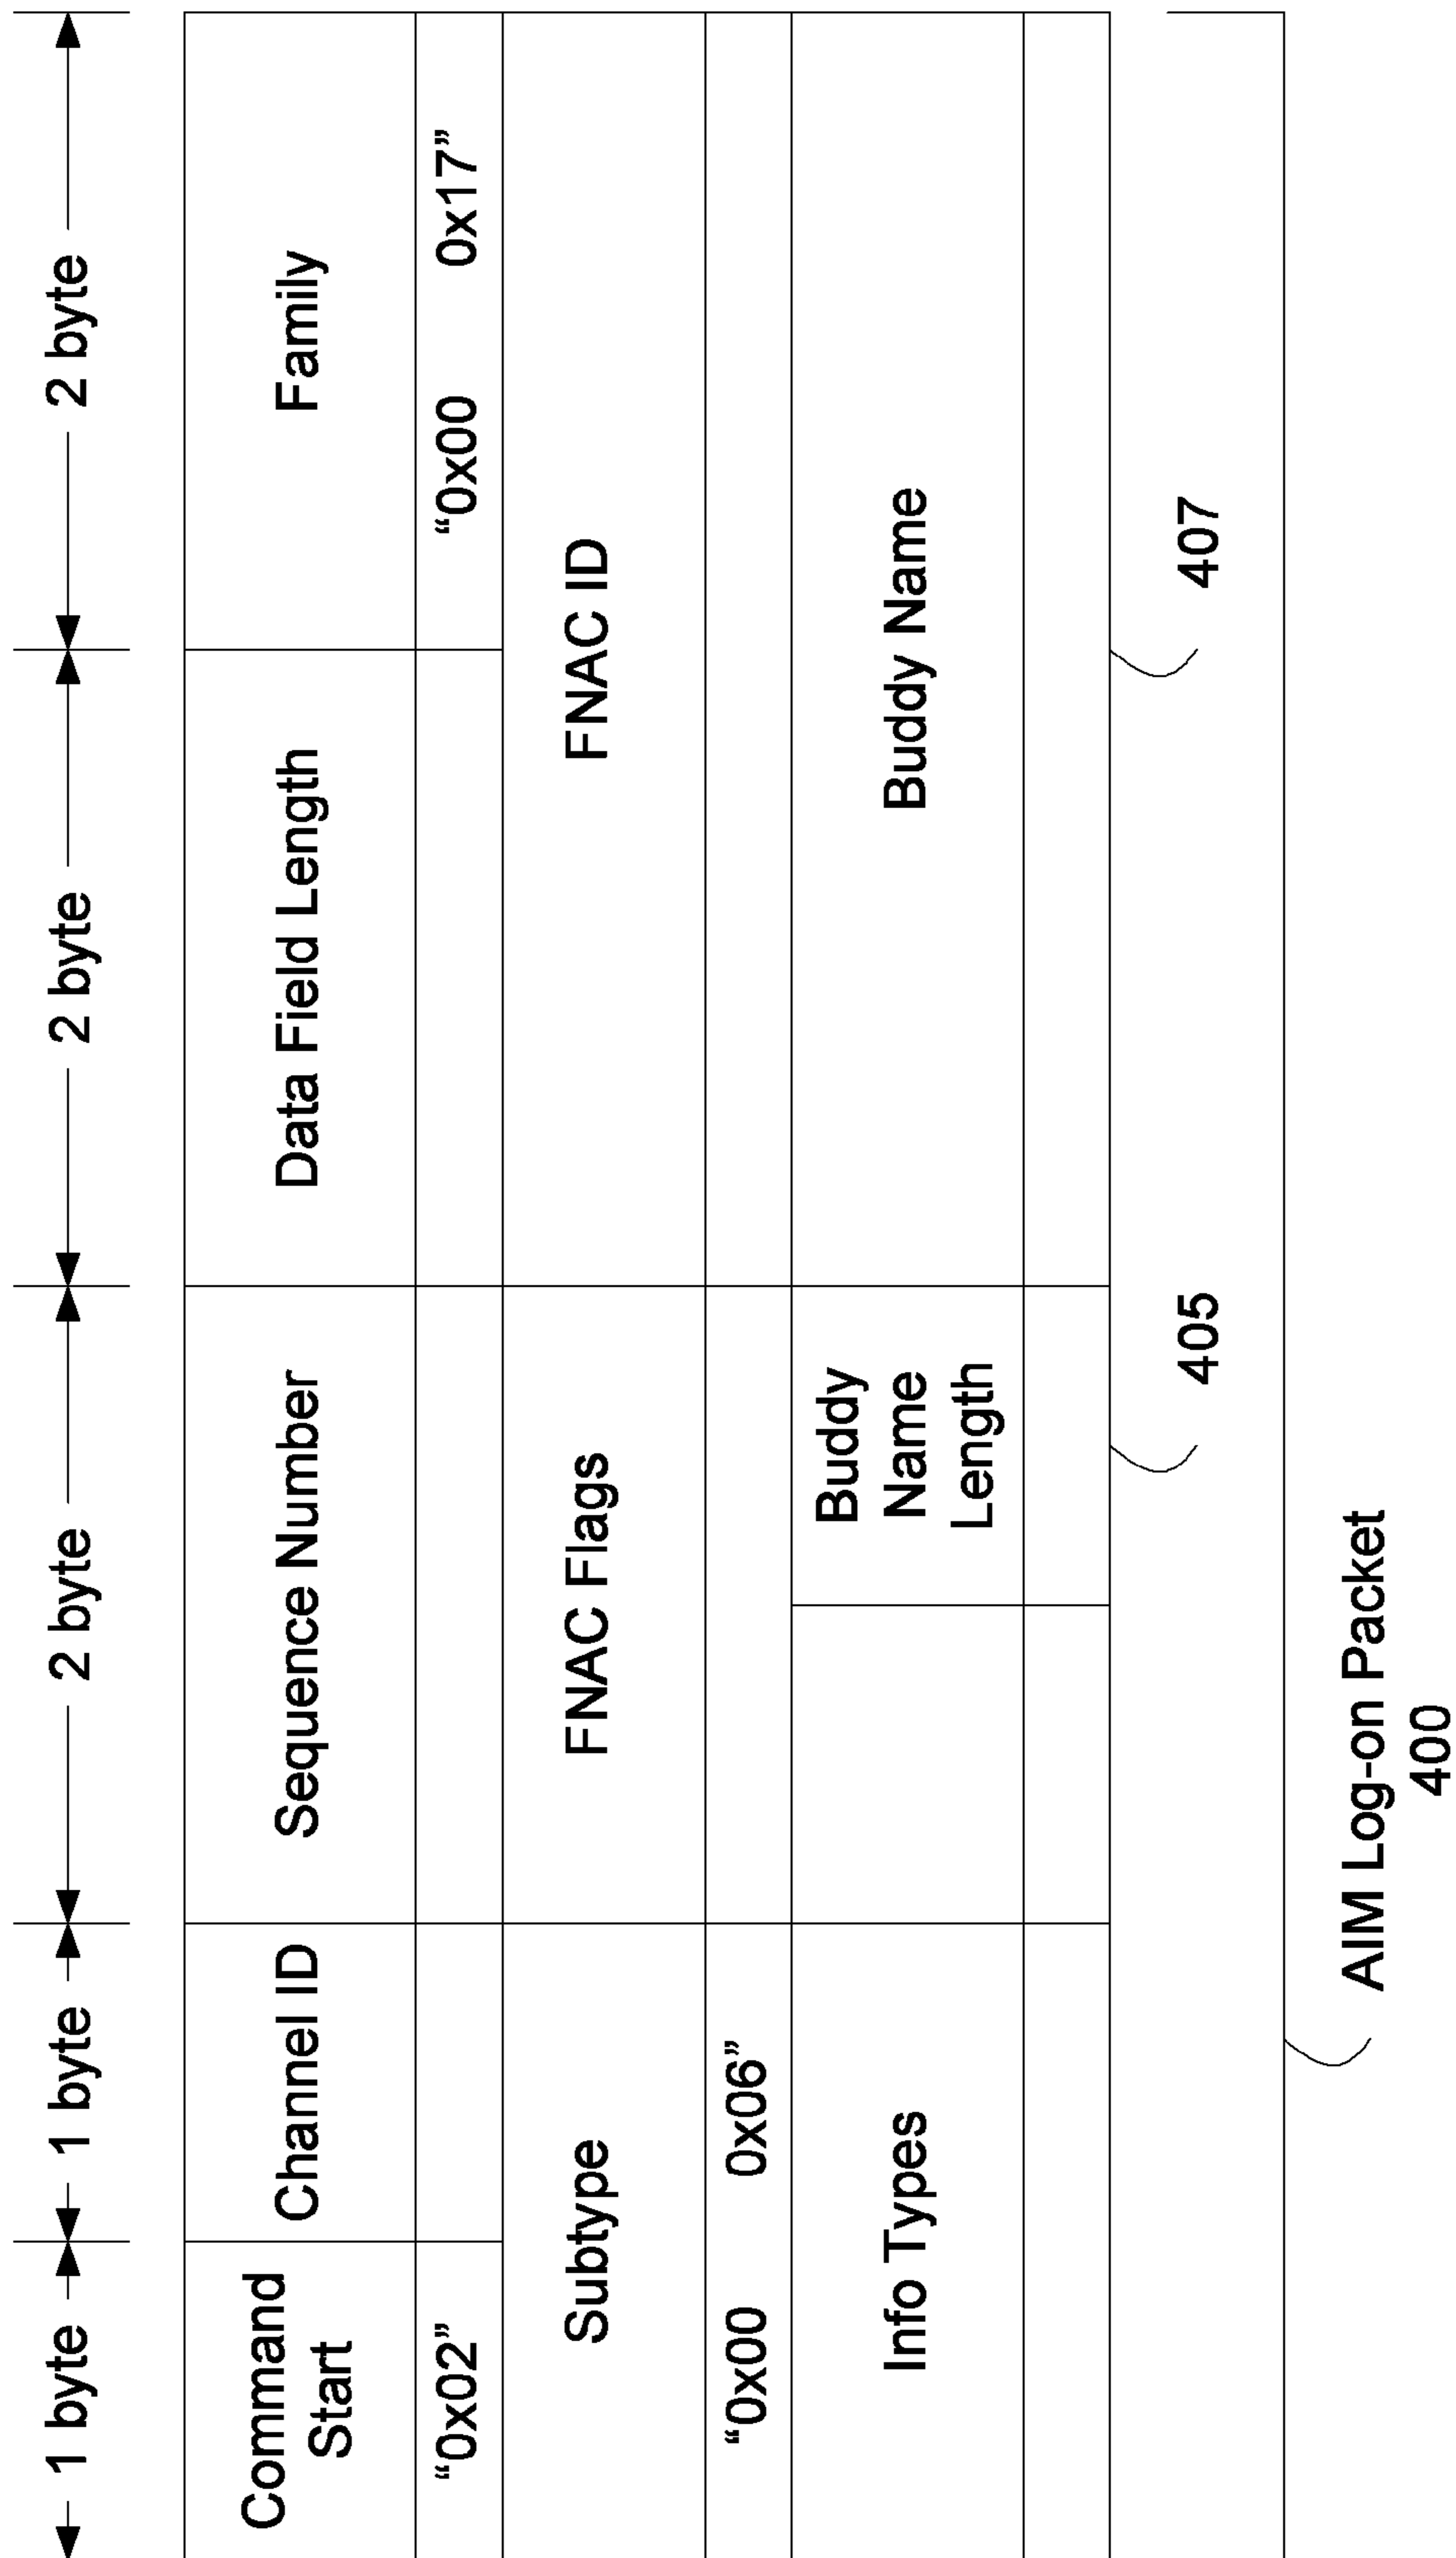 1 byte
1 byte
2 byte
2 byte
2 byte
Command
Start
Channel ID
Sequence Number
Data Field Length
Family
“0x02”
“0x00 0x17”
Subtype
FNAC Flags
FNAC ID
“0x00 0x06”
Info Types
Buddy
Name
Length
Buddy Name
405
407
AIM Log-on Packet
400